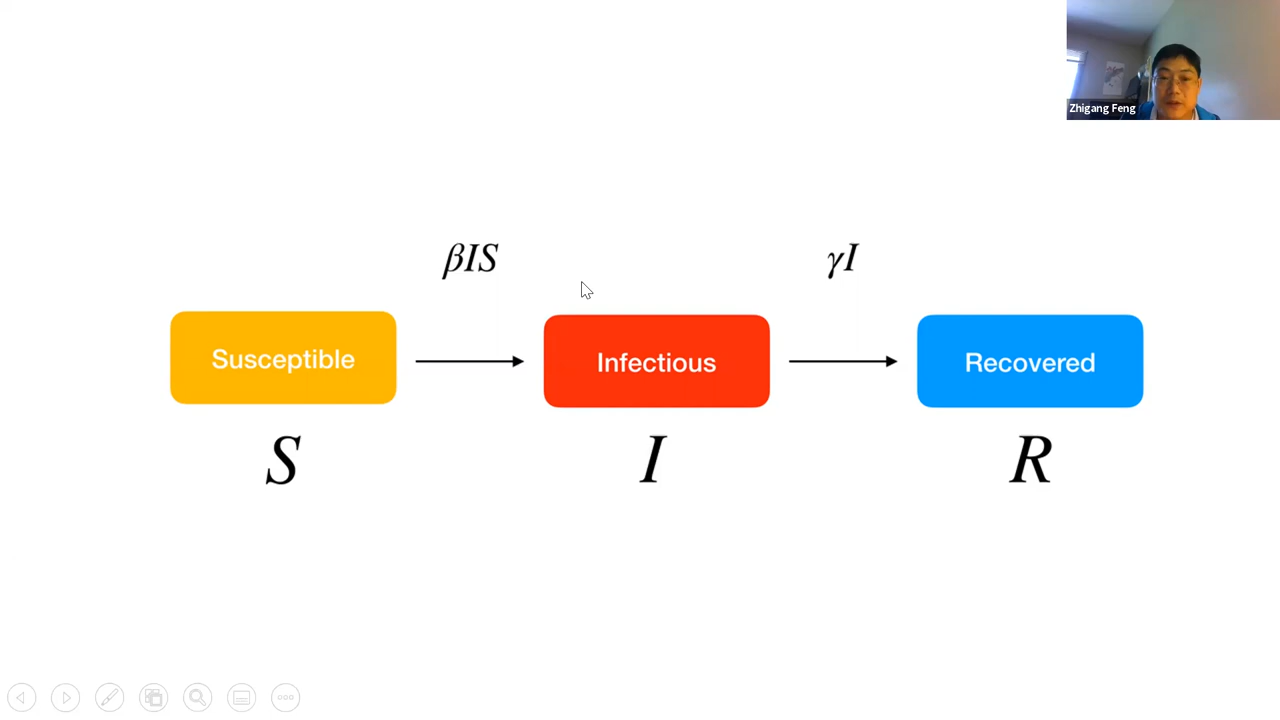 Zhigang Feng
βIS
γI
Susceptible
Infectious
Recovered
S
I
R